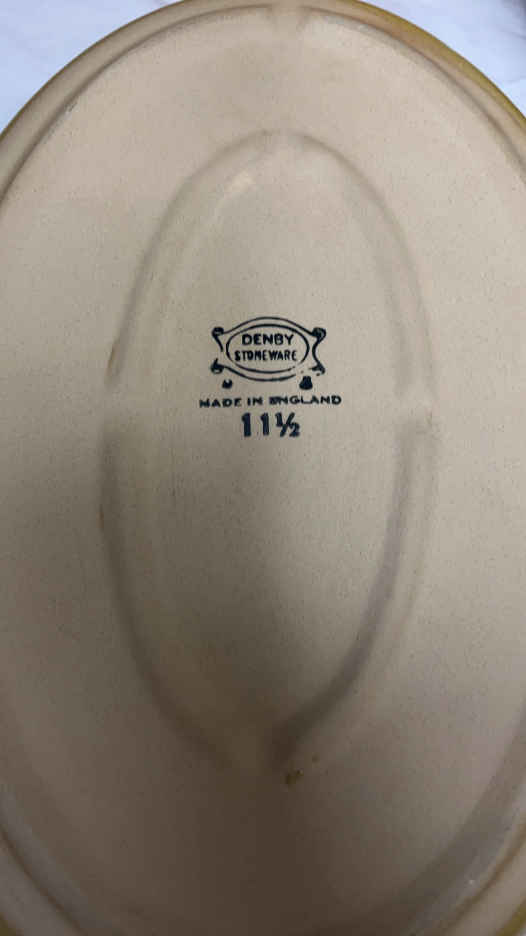 DENBY
STONEWARE
MADE IN ENGLAND
11½